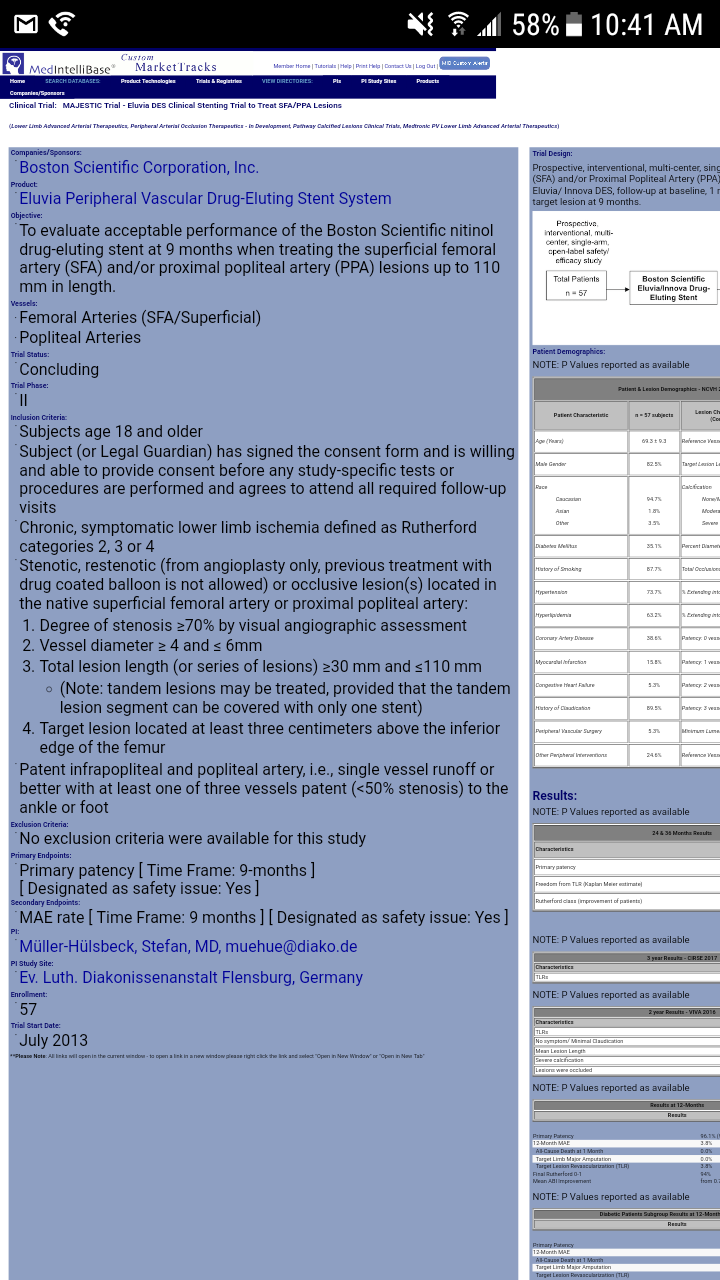 58% 10:41 AM
MedIntelliBase®
Custom
MarketTracks
Member Home | Tutorials | Help | Print Help | Contact Us | Log Out |
MIB Custom Alerts
Home SEARCH DATABASES: Product Technologies Trials & Registries VIEW DIRECTORIES: PIs PI Study Sites Products
Companies/Sponsors
Clinical Trial: MAJESTIC Trial - Eluvia DES Clinical Stenting Trial to Treat SFA/PPA Lesions
(Lower Limb Advanced Arterial Therapeutics, Peripheral Arterial Occlusion Therapeutics - In Development, Pathway Calcified Lesions Clinical Trials, Medtronic PV Lower Limb Advanced Arterial Therapeutics)
Companies/Sponsors:
Boston Scientific Corporation, Inc.
Product:
Eluvia Peripheral Vascular Drug-Eluting Stent System
Objective:
To evaluate acceptable performance of the Boston Scientific nitinol
drug-eluting stent at 9 months when treating the superficial femoral
artery (SFA) and/or proximal popliteal artery (PPA) lesions up to 110
mm in length.
Vessels:
Femoral Arteries (SFA/Superficial)
Popliteal Arteries
Trial Status:
Concluding
Trial Phase:
II
Inclusion Criteria:
Subjects age 18 and older
Subject (or Legal Guardian) has signed the consent form and is willing
and able to provide consent before any study-specific tests or
procedures are performed and agrees to attend all required follow-up
visits
Chronic, symptomatic lower limb ischemia defined as Rutherford
categories 2, 3 or 4
Stenotic, restenotic (from angioplasty only, previous treatment with
drug coated balloon is not allowed) or occlusive lesion(s) located in
the native superficial femoral artery or proximal popliteal artery:
1. Degree of stenosis ≥70% by visual angiographic assessment
2. Vessel diameter ≥ 4 and ≤ 6mm
3. Total lesion length (or series of lesions) ≥30 mm and ≤110 mm
(Note: tandem lesions may be treated, provided that the tandem
lesion segment can be covered with only one stent)
4. Target lesion located at least three centimeters above the inferior
edge of the femur
Patent infrapopliteal and popliteal artery, i.e., single vessel runoff or
better with at least one of three vessels patent (<50% stenosis) to the
ankle or foot
Exclusion Criteria:
No exclusion criteria were available for this study
Primary Endpoints:
Primary patency [ Time Frame: 9-months ]
[ Designated as safety issue: Yes ]
Secondary Endpoints:
MAE rate [ Time Frame: 9 months ] [ Designated as safety issue: Yes ]
PI:
Müller-Hülsbeck, Stefan, MD, muehue@diako.de
PI Study Site:
Ev. Luth. Diakonissenanstalt Flensburg, Germany
Enrollment:
57
Trial Start Date:
July 2013
**Please Note: All links will open in the current window - to open a link in a new window please right click the link and select "Open in New Window" or "Open in New Tab"
Trial Design:
Prospective, interventional, multi-center, sing
(SFA) and/or Proximal Popliteal Artery (PPA)
Eluvia/ Innova DES, follow-up at baseline, 1 m
target lesion at 9 months.
Prospective,
interventional, multi-
center, single-arm,
open-label safety/
efficacy study
Total Patients
n = 57
Boston Scientific
Eluvia/Innova Drug-
Eluting Stent
Patient Demographics:
NOTE: P Values reported as available
Patient & Lesion Demographics - NCVH 2
Patient Characteristic n = 57 subjects Lesion Ch
(Co
Age (Years) 69.3 ± 9.3 Reference Vess
Male Gender 82.5% Target Lesion Le
Race Calcification
Caucasian 94.7% None/M
Asian 1.8% Modera
Other 3.5% Severe
Diabetes Mellitus 35.1% Percent Diamet
History of Smoking 87.7% Total Occlusion
Hypertension 73.7% % Extending into
Hyperlipidemia 63.2% % Extending into
Coronary Artery Disease 38.6% Patency: 0 vesse
Myocardial Infarction 15.8% Patency: 1 vesse
Congestive Heart Failure 5.3% Patency: 2 vesse
History of Claudication 89.5% Patency: 3 vesse
Peripheral Vascular Surgery 5.3% Minimum Lume
Other Peripheral Interventions 24.6% Reference Vess
Results:
NOTE: P Values reported as available
24 & 36 Months Results
Characteristics
Primary patency
Freedom from TLR (Kaplan Meier estimate)
Rutherford class (improvement of patients)
NOTE: P Values reported as available
3 year Results - CIRSE 2017
Characteristics
TLRs
NOTE: P Values reported as available
2 year Results - VIVA 2016
Characteristics
TLRs
No symptom/ Minimal Claudication
Mean Lesion Length
Severe calcification
Lesions were occluded
NOTE: P Values reported as available
Results at 12-Months
Results
Primary Patency 96.1% (
12-Month MAE 3.8%
All-Cause Death at 1 Month 0.0%
Target Limb Major Amputation 0.0%
Target Lesion Revascularization (TLR) 3.8%
Final Rutherford 0-1 94%
Mean ABI Improvement from 0.
NOTE: P Values reported as available
Diabetic Patients Subgroup Results at 12-Month
Results
Primary Patency
12-Month MAE
All-Cause Death at 1 Month
Target Limb Major Amputation
Target Lesion Revascularization (TLR)